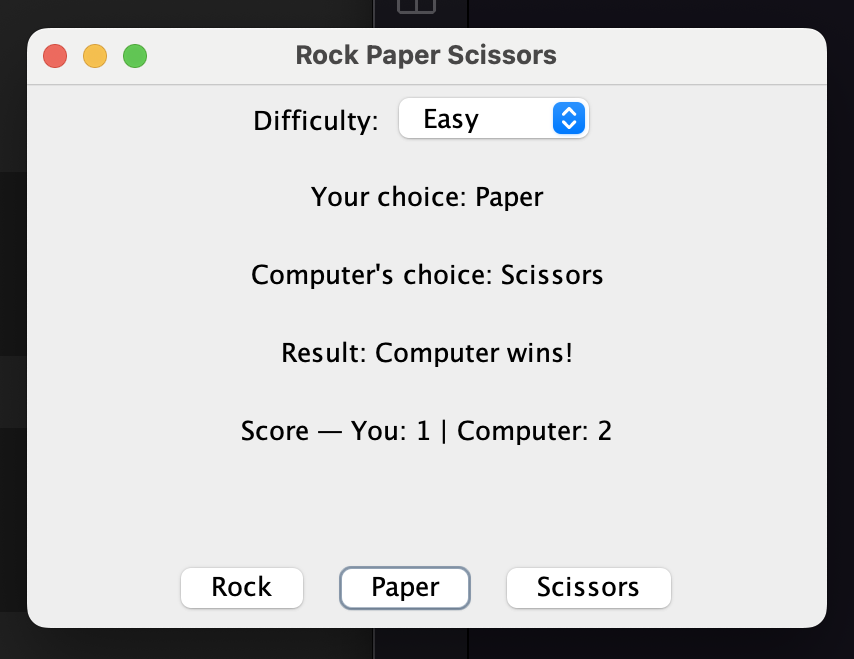 Rock Paper Scissors
Difficulty: Easy
Your choice: Paper
Computer's choice: Scissors
Result: Computer wins!
Score — You: 1 | Computer: 2
Rock Paper Scissors